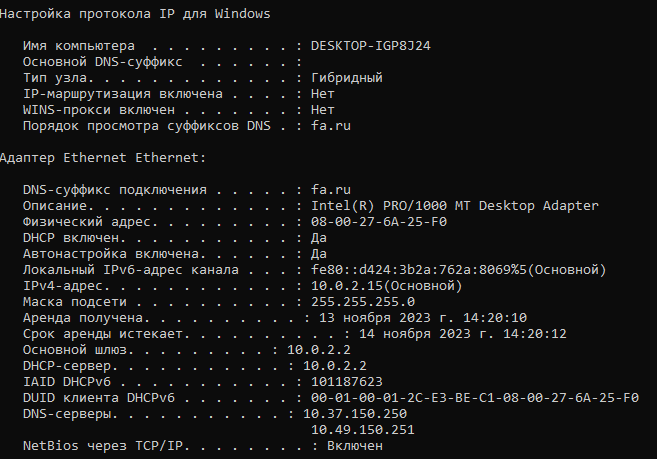 Настройка протокола IP для Windows
Имя компьютера . . . . . . . . . : DESKTOP-IGP8J24
Основной DNS-суффикс . . . . . . :
Тип узла. . . . . . . . . . . . . : Гибридный
IP-маршрутизация включена . . . . : Нет
WINS-прокси включен . . . . . . . : Нет
Порядок просмотра суффиксов DNS . : fa.ru
Адаптер Ethernet Ethernet:
DNS-суффикс подключения . . . . . : fa.ru
Описание. . . . . . . . . . . . . : Intel(R) PRO/1000 MT Desktop Adapter
Физический адрес. . . . . . . . . : 08-00-27-6A-25-F0
DHCP включен. . . . . . . . . . . : Да
Автонастройка включена. . . . . . : Да
Локальный IPv6-адрес канала . . . : fe80::d424:3b2a:762a:8069%5(Основной)
IPv4-адрес. . . . . . . . . . . . : 10.0.2.15(Основной)
Маска подсети . . . . . . . . . . : 255.255.255.0
Аренда получена. . . . . . . . . . : 13 ноября 2023 г. 14:20:10
Срок аренды истекает. . . . . . . . . . : 14 ноября 2023 г. 14:20:12
Основной шлюз. . . . . . . . . : 10.0.2.2
DHCP-сервер. . . . . . . . . . . : 10.0.2.2
IAID DHCPv6 . . . . . . . . . . . : 101187623
DUID клиента DHCPv6 . . . . . . . : 00-01-00-01-2C-E3-BE-C1-08-00-27-6A-25-F0
DNS-серверы. . . . . . . . . . . : 10.37.150.250
10.49.150.251
NetBios через TCP/IP. . . . . . . . : Включен